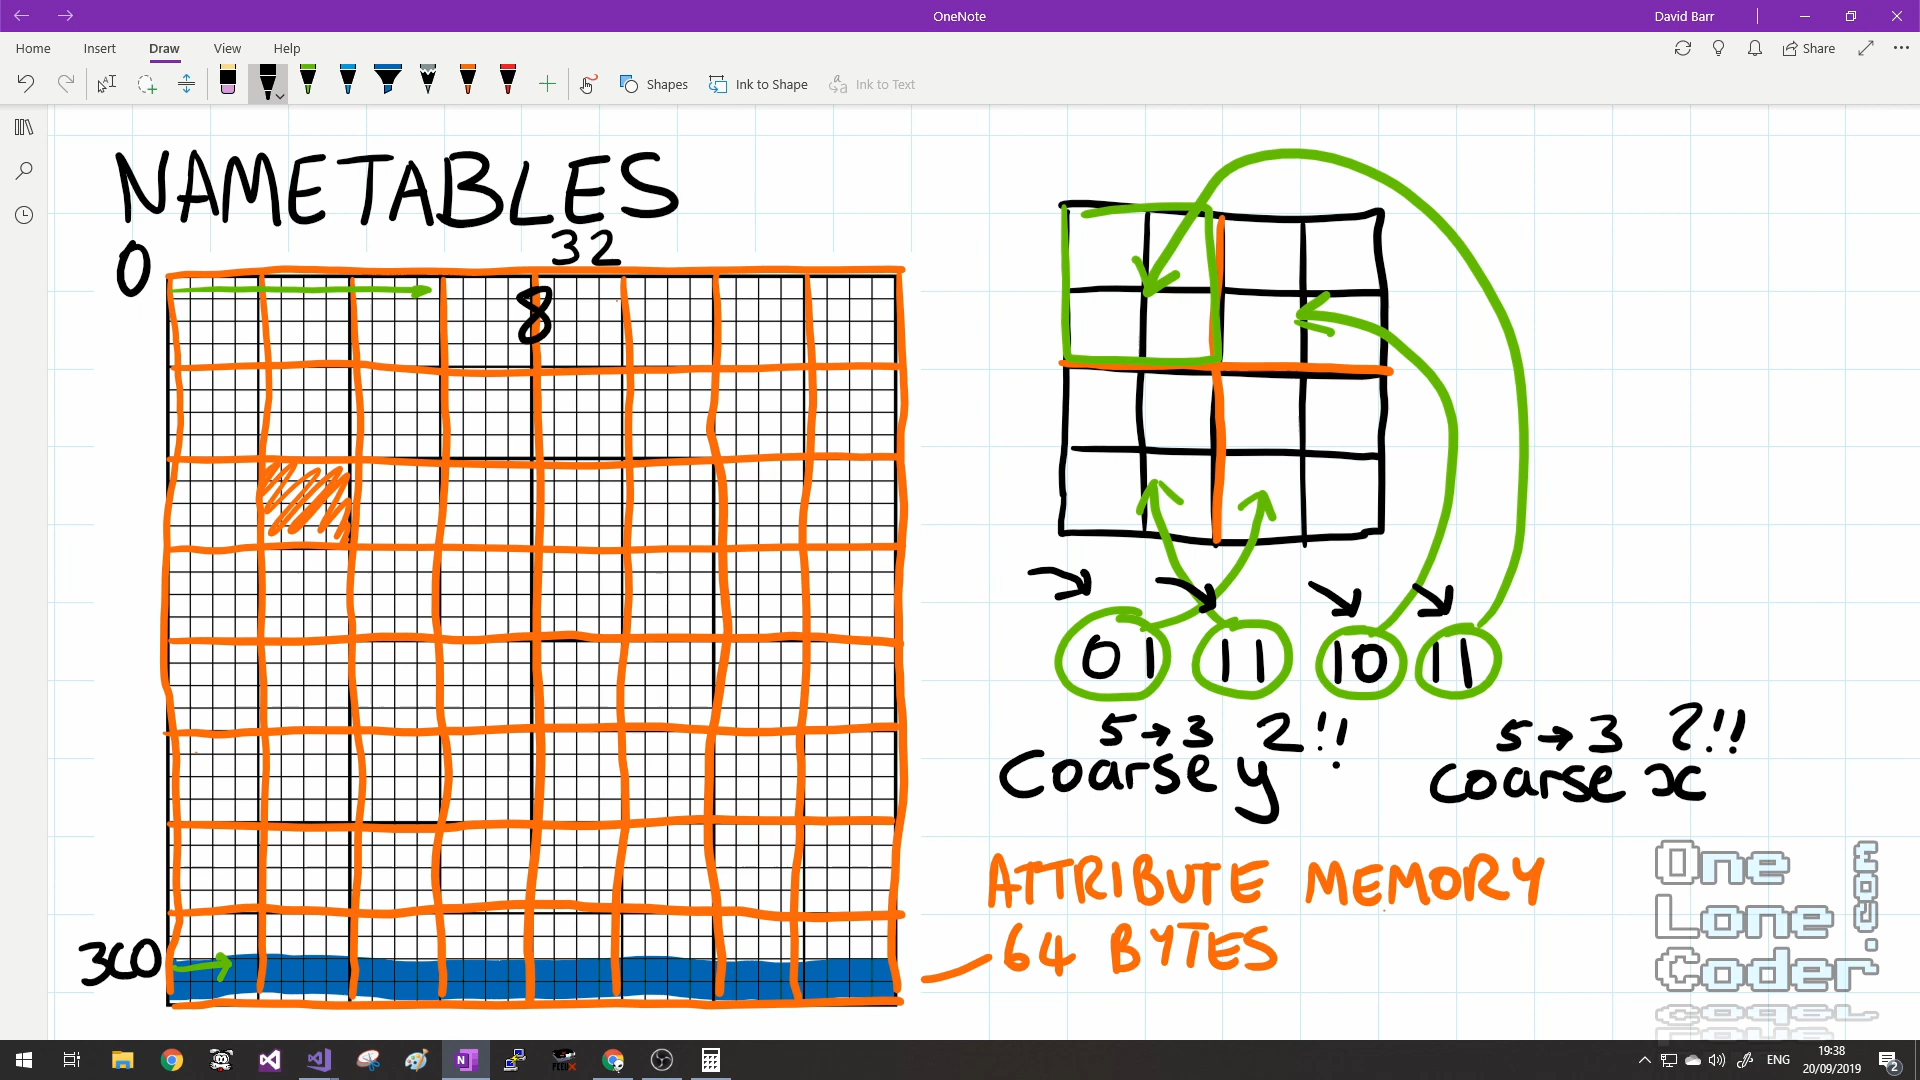 OneNote
David Barr
Home Insert Draw View Help
Share
Shapes
Ink to Shape
Ink to Text
NAMETABLES
0
32
8
3C0
01 11 10 11
5→3 2!! 5→3 2!!
Coarse y coarse x
ATTRIBUTE MEMORY
64 BYTES
One
Lone
Coder
.com
ENG
19:38
20/09/2019
2